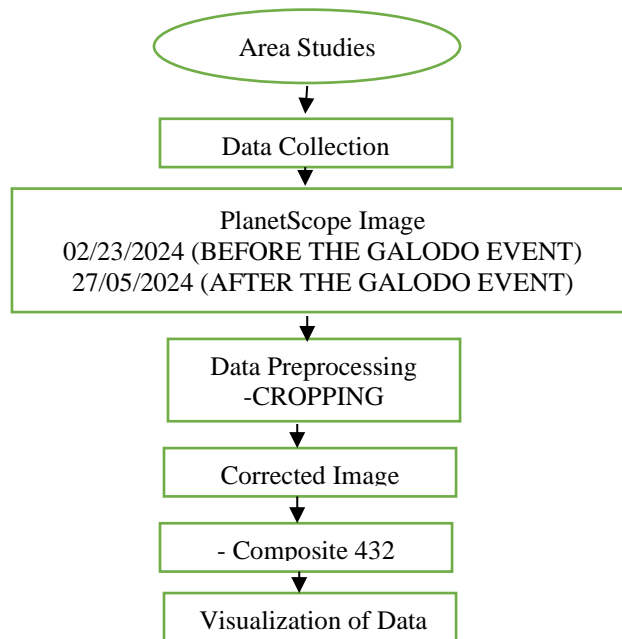 Area Studies
Data Collection
PlanetScope Image
02/23/2024 (BEFORE THE GALODO EVENT)
27/05/2024 (AFTER THE GALODO EVENT)
Data Preprocessing
-CROPPING
Corrected Image
- Composite 432
Visualization of Data